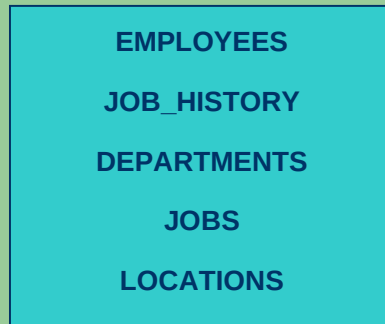 EMPLOYEES
JOB_HISTORY
DEPARTMENTS
JOBS
LOCATIONS